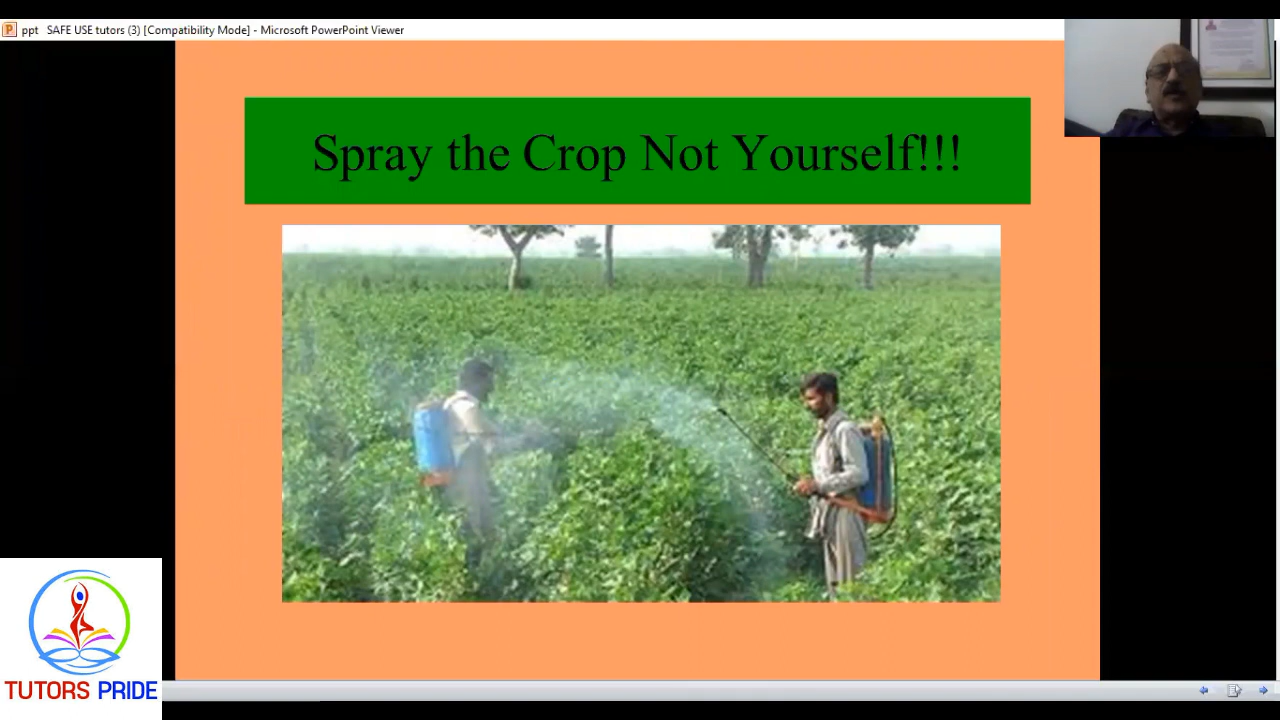 ppt SAFE USE tutors (3) [Compatibility Mode] - Microsoft PowerPoint Viewer
Spray the Crop Not Yourself!!!
TUTORS PRIDE